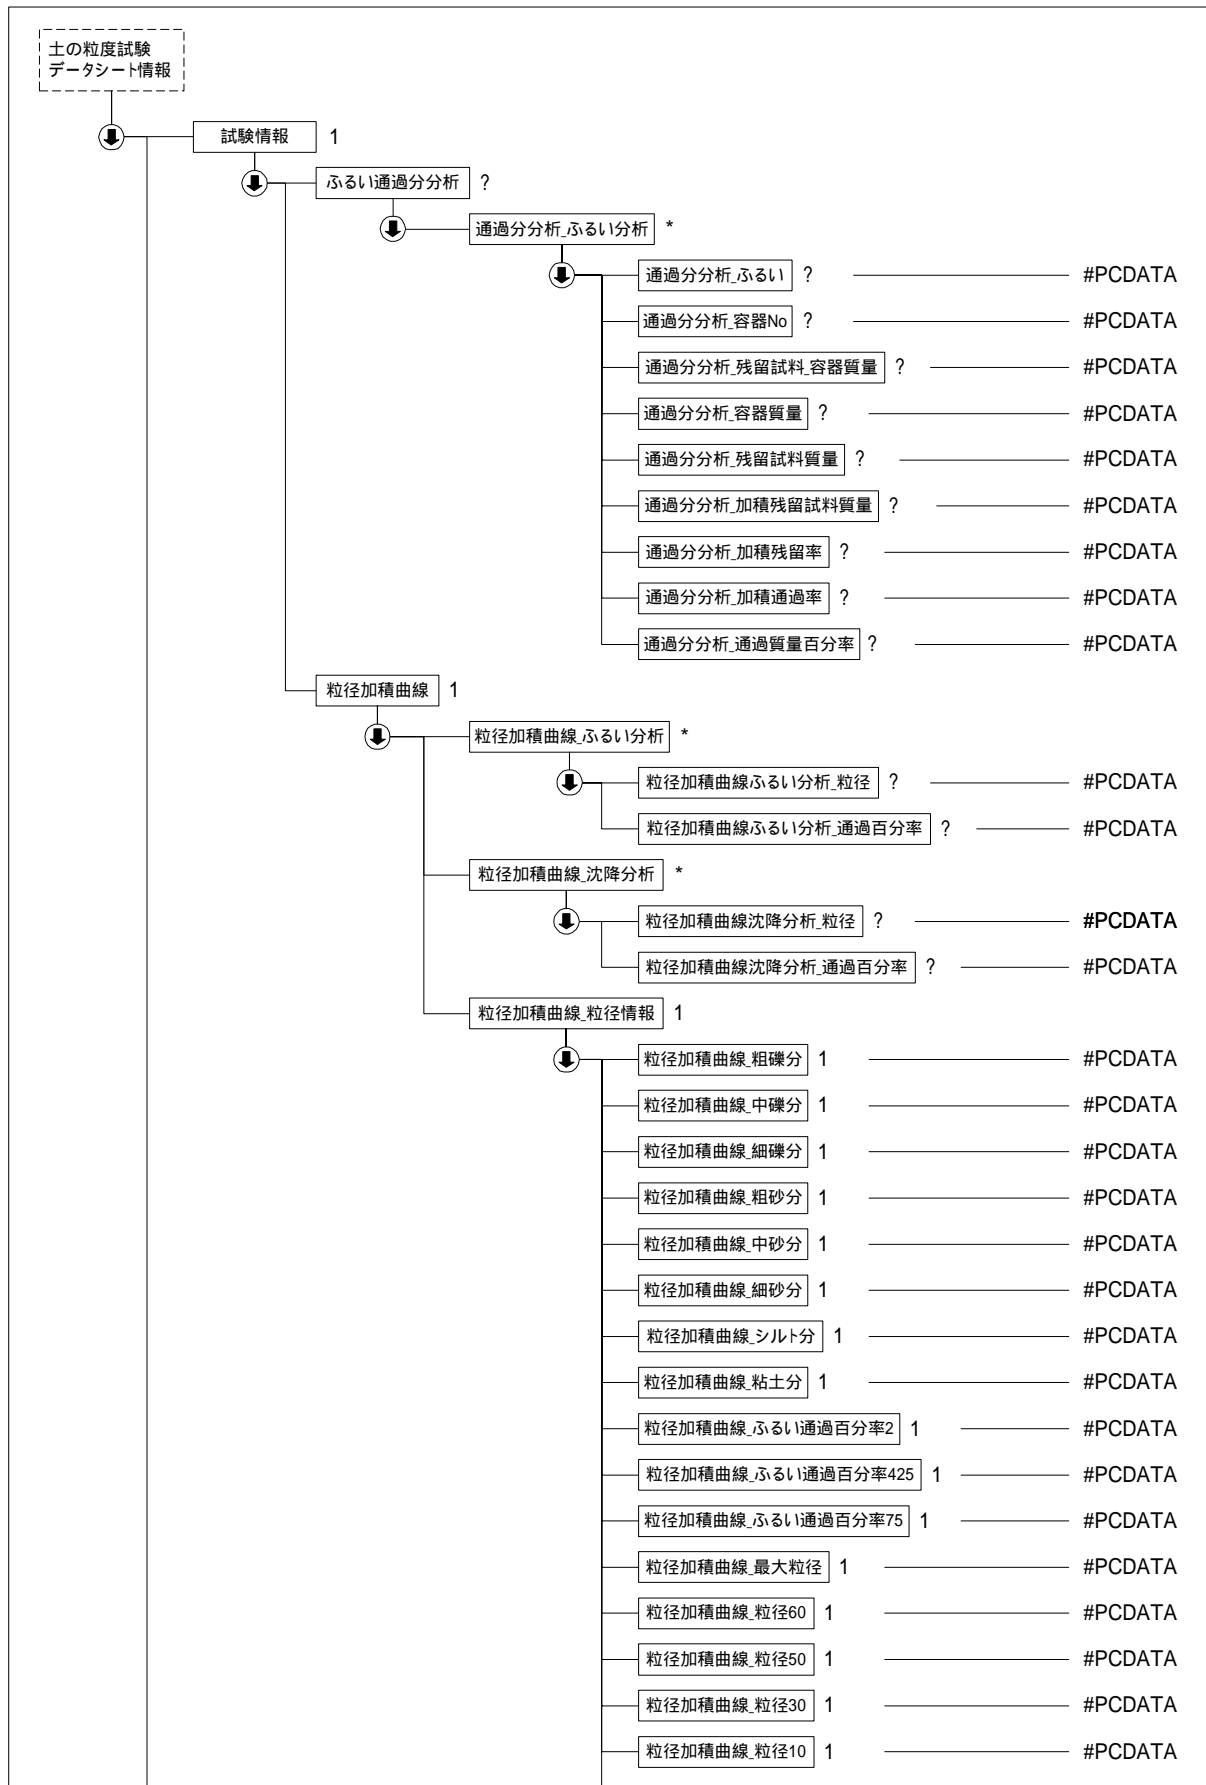 土の粒度試験
データシート情報
試験情報 1
ふるい通過分分析 ?
通過分分析_ふるい分析 *
通過分分析_ふるい ? #PCDATA
通過分分析_容器No ? #PCDATA
通過分分析_残留試料_容器質量 ? #PCDATA
通過分分析_容器質量 ? #PCDATA
通過分分析_残留試料質量 ? #PCDATA
通過分分析_加積残留試料質量 ? #PCDATA
通過分分析_加積残留率 ? #PCDATA
通過分分析_加積通過率 ? #PCDATA
通過分分析_通過質量百分率 ? #PCDATA
粒径加積曲線 1
粒径加積曲線_ふるい分析 *
粒径加積曲線ふるい分析_粒径 ? #PCDATA
粒径加積曲線ふるい分析_通過百分率 ? #PCDATA
粒径加積曲線_沈降分析 *
粒径加積曲線沈降分析_粒径 ? #PCDATA
粒径加積曲線沈降分析_通過百分率 ? #PCDATA
粒径加積曲線_粒径情報 1
粒径加積曲線_粗礫分 1 #PCDATA
粒径加積曲線_中礫分 1 #PCDATA
粒径加積曲線_細礫分 1 #PCDATA
粒径加積曲線_粗砂分 1 #PCDATA
粒径加積曲線_中砂分 1 #PCDATA
粒径加積曲線_細砂分 1 #PCDATA
粒径加積曲線_シルト分 1 #PCDATA
粒径加積曲線_粘土分 1 #PCDATA
粒径加積曲線_ふるい通過百分率2 1 #PCDATA
粒径加積曲線_ふるい通過百分率425 1 #PCDATA
粒径加積曲線_ふるい通過百分率75 1 #PCDATA
粒径加積曲線_最大粒径 1 #PCDATA
粒径加積曲線_粒径60 1 #PCDATA
粒径加積曲線_粒径50 1 #PCDATA
粒径加積曲線_粒径30 1 #PCDATA
粒径加積曲線_粒径10 1 #PCDATA